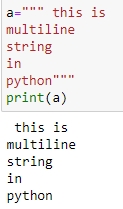 a=""" this is
multiline
string
in
python"""
print(a)
 this is
multiline
string
in
python